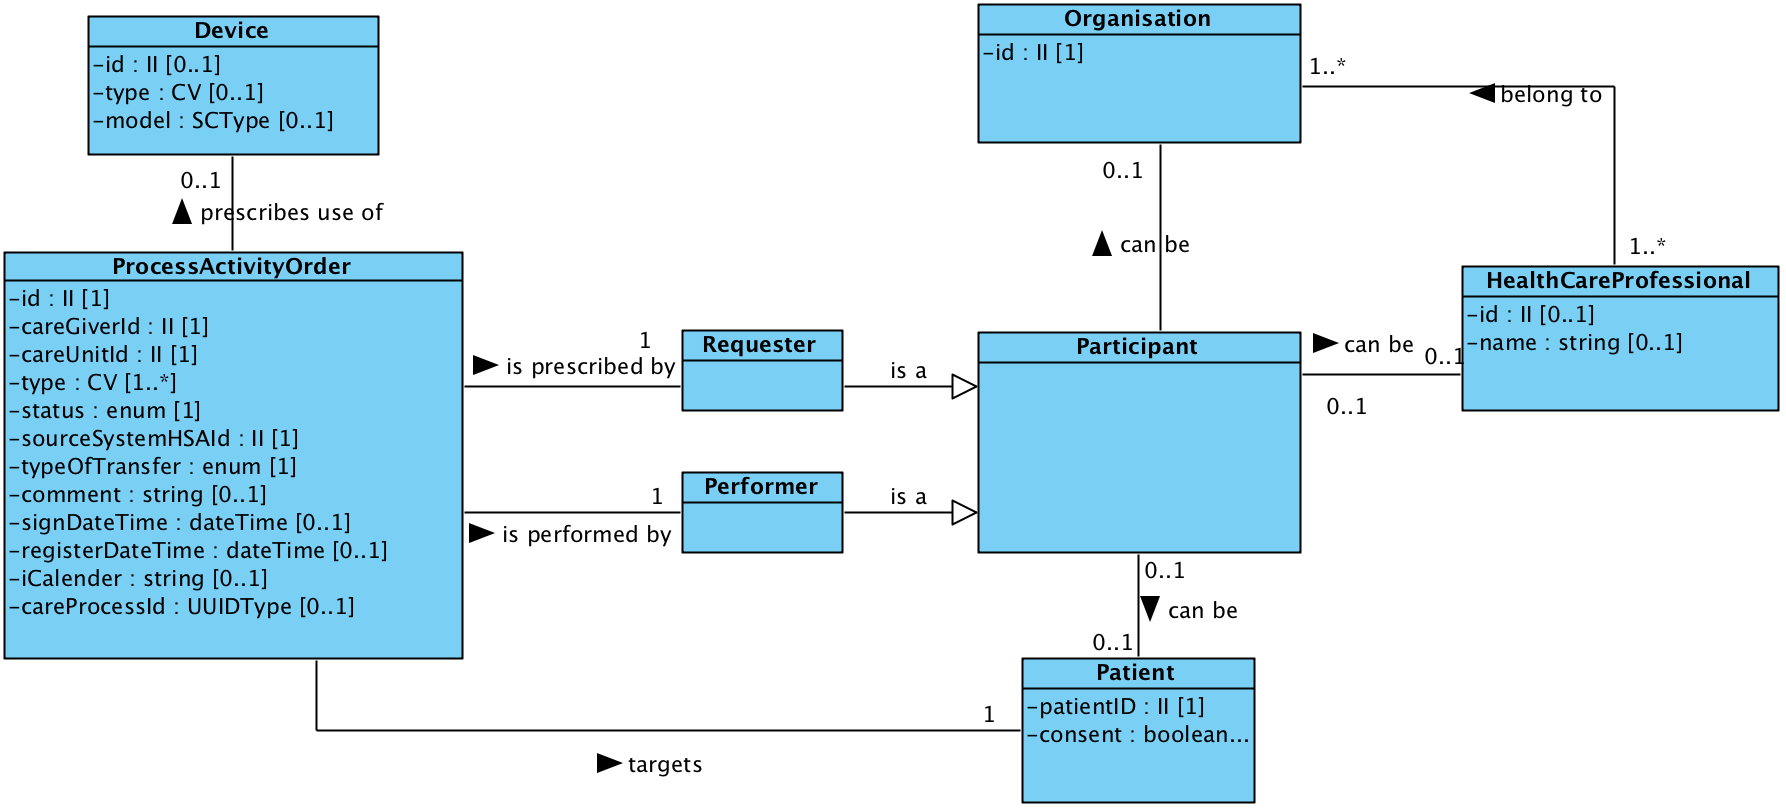 Device
-id : II [0..1]
-type : CV [0..1]
-model : SCType [0..1]
0..1
prescribes use of
ProcessActivityOrder
-id : II [1]
-careGiverId : II [1]
-careUnitId : II [1]
-type : CV [1..*]
-status : enum [1]
-sourceSystemHSAId : II [1]
-typeOfTransfer : enum [1]
-comment : string [0..1]
-signDateTime : dateTime [0..1]
-registerDateTime : dateTime [0..1]
-iCalender : string [0..1]
-careProcessId : UUIDType [0..1]
1
is prescribed by
Requester
is a
1
is performed by
Performer
is a
Organisation
-id : II [1]
1..*
belong to
1..*
0..1
can be
HealthCareProfessional
-id : II [0..1]
-name : string [0..1]
Participant
can be
0..1
0..1
0..1
can be
0..1
Patient
-patientID : II [1]
-consent : boolean...
1
targets